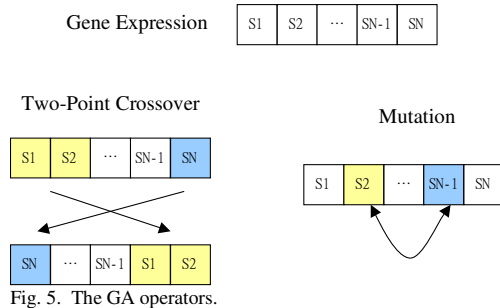 Gene Expression
S1 S2 ... SN-1 SN
Two-Point Crossover
S1 S2 ... SN-1 SN
SN ... SN-1 S1 S2
Mutation
S1 S2 ... SN-1 SN
Fig. 5. The GA operators.